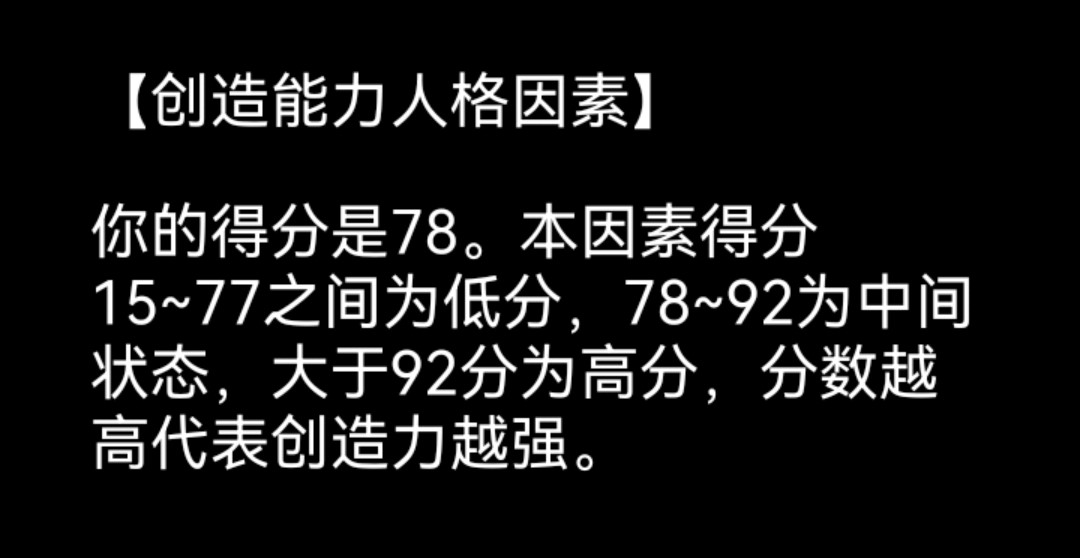 【创造能力人格因素】
你的得分是78。本因素得分
15~77之间为低分，78~92为中间
状态，大于92分为高分，分数越
高代表创造力越强。